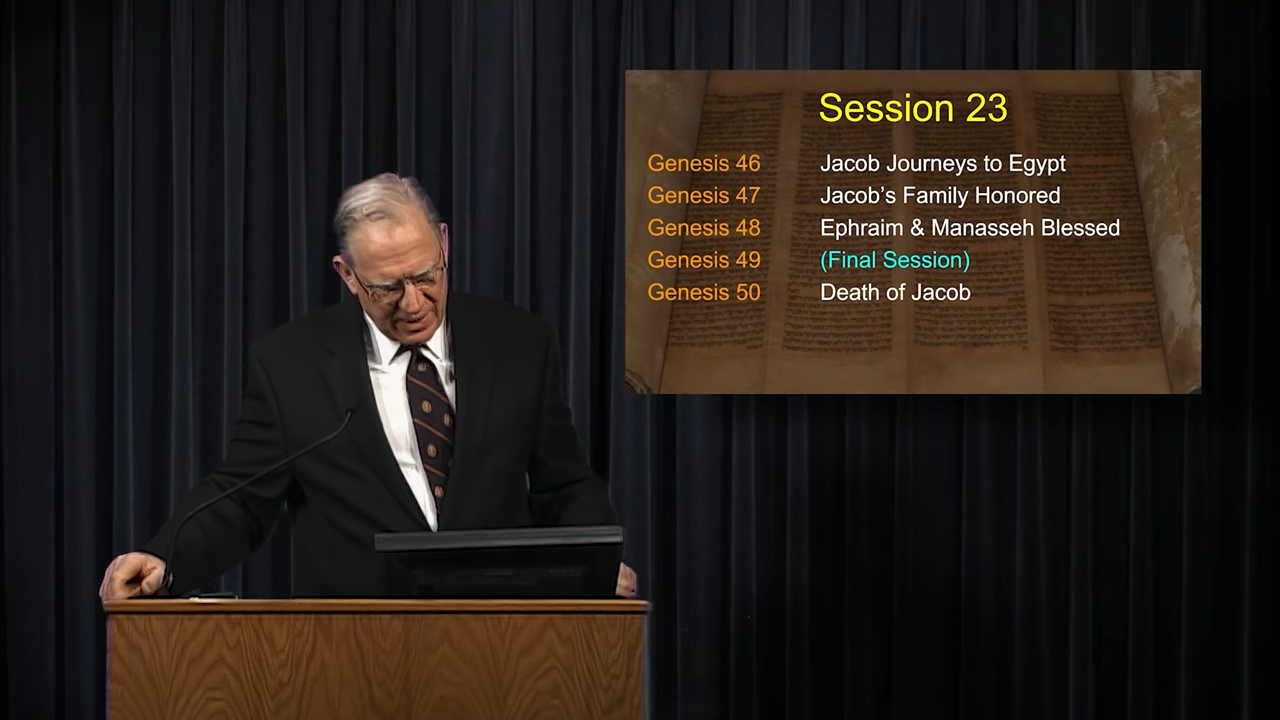 Session 23
Genesis 46 Jacob Journeys to Egypt
Genesis 47 Jacob’s Family Honored
Genesis 48 Ephraim & Manasseh Blessed
Genesis 49 (Final Session)
Genesis 50 Death of Jacob